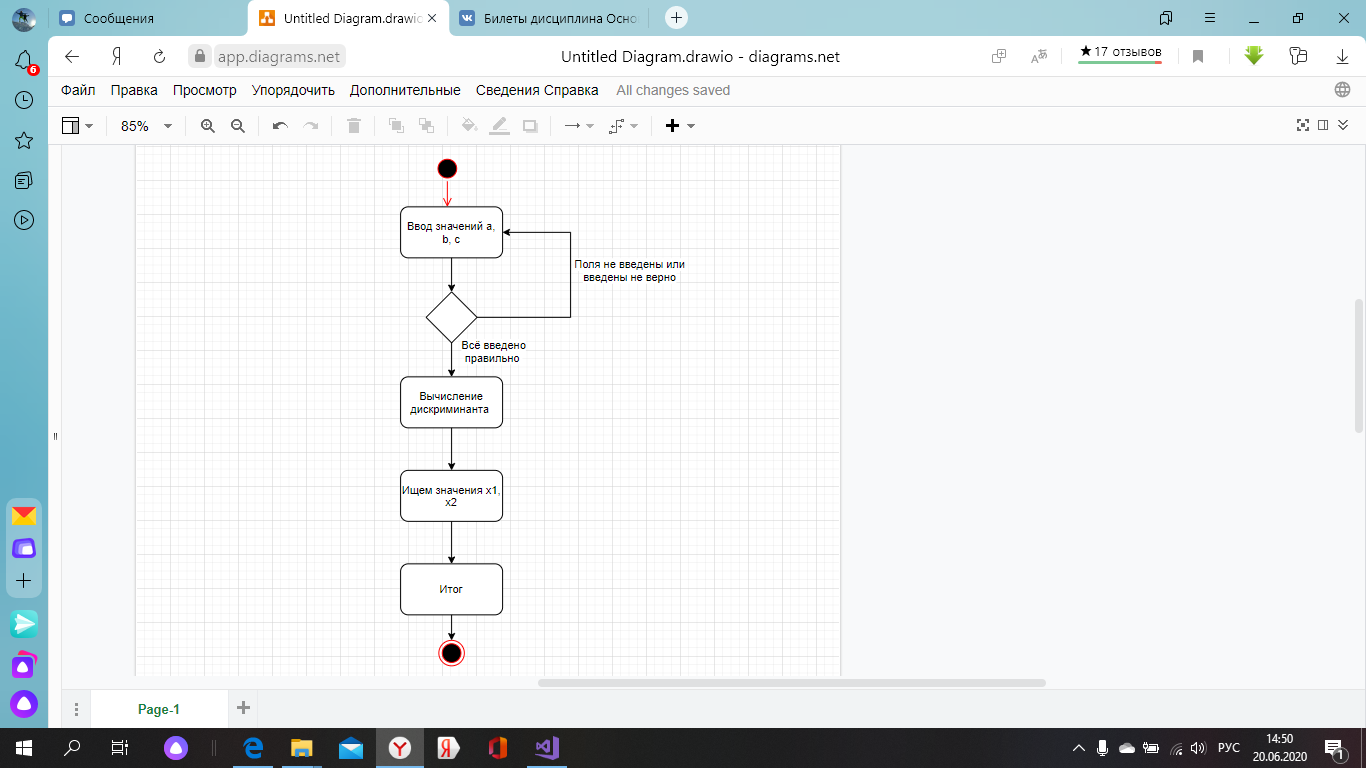 Сообщения
Untitled Diagram.drawio
Билеты дисциплина Осно
6
Я
app.diagrams.net
Untitled Diagram.drawio - diagrams.net
★ 17 отзывов
Файл Правка Просмотр Упорядочить Дополнительные Сведения Справка All changes saved
85%
Ввод значений a,
b, c
Поля не введены или
введены не верно
Всё введено
правильно
Вычисление
дискриминанта
Ищем значения x1,
x2
Итог
Page-1
РУС
14:50
20.06.2020
1